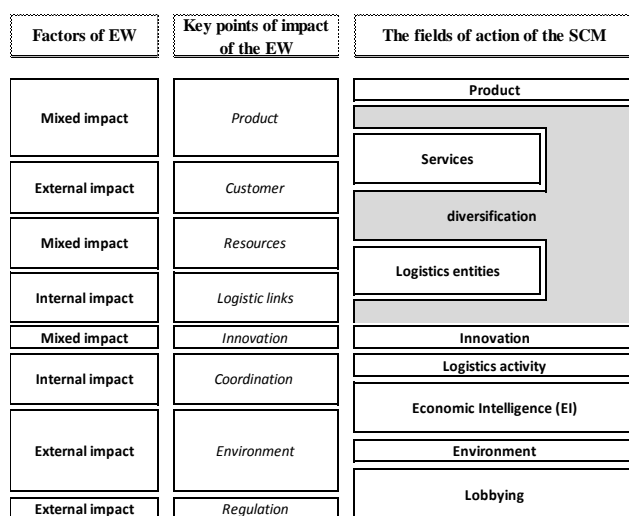 Factors of EW
Key points of impact
of the EW
The fields of action of the SCM
Mixed impact
Product
Product
Services
External impact
Customer
diversification
Mixed impact
Resources
Logistics entities
Internal impact
Logistic links
Mixed impact
Innovation
Innovation
Internal impact
Coordination
Logistics activity
Economic Intelligence (EI)
External impact
Environment
Environment
Lobbying
External impact
Regulation